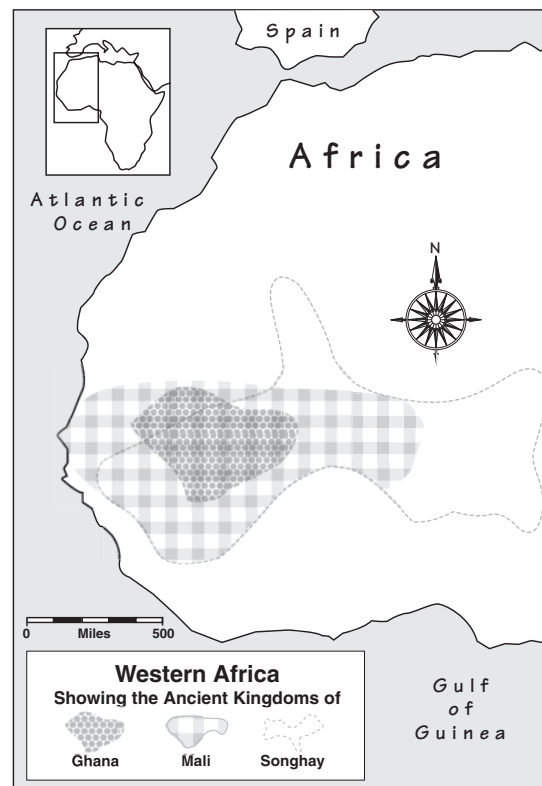 Spain
Africa
Atlantic
Ocean
N
0 Miles 500
Western Africa
Showing the Ancient Kingdoms of
Ghana Mali Songhay
Gulf
of
Guinea